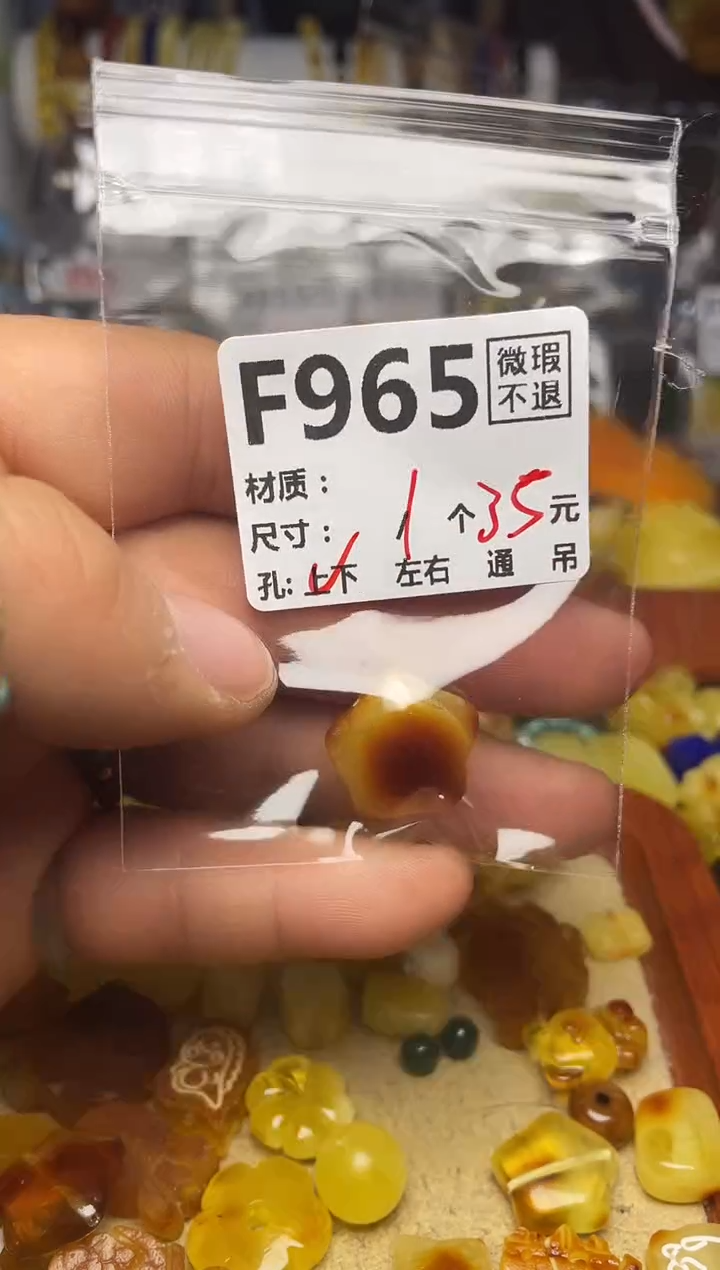 F965 微瑕
不退
材质：
尺寸： 1个35元
孔: 上下 左右 通 吊